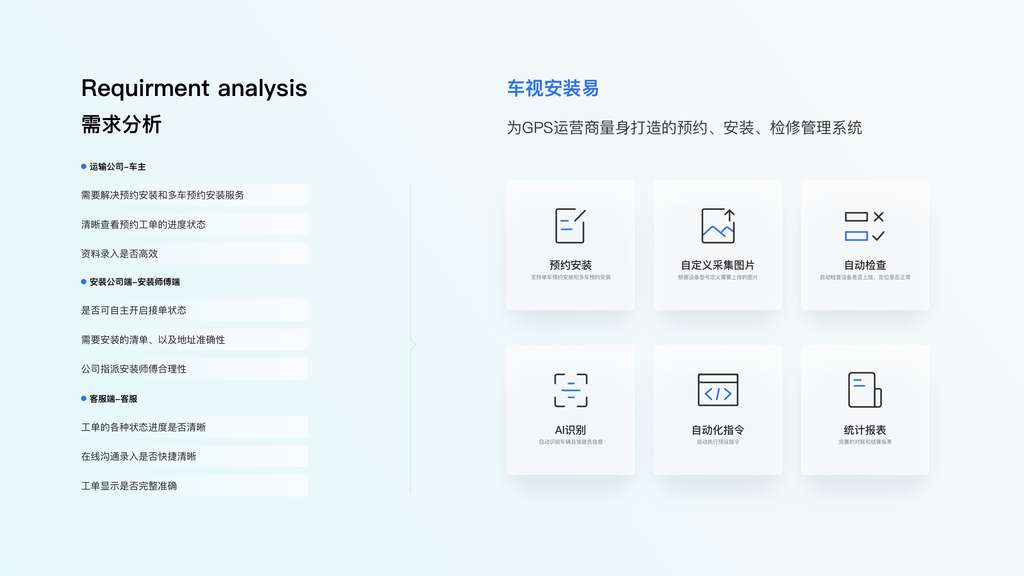 Requirment analysis
需求分析
运输公司-车主
需要解决预约安装和多车预约安装服务
清晰查看预约工单的进度状态
资料录入是否高效
安装公司端-安装师傅端
是否可自主开启接单状态
需要安装的清单、以及地址准确性
公司指派安装师傅合理性
客服端-客服
工单的各种状态进度是否清晰
在线沟通录入是否快捷清晰
工单显示是否完整准确
车视安装易
为GPS运营商量身打造的预约、安装、检修管理系统
预约安装
支持单车预约安装和多车预约安装
自定义采集图片
根据设备型号定义需要上传的图片
自动检查
自动检查设备是否上线、定位是否正常
AI识别
自动识别车辆及驾驶员信息
自动化指令
自动执行预设指令
统计报表
完善的对账和结算报表